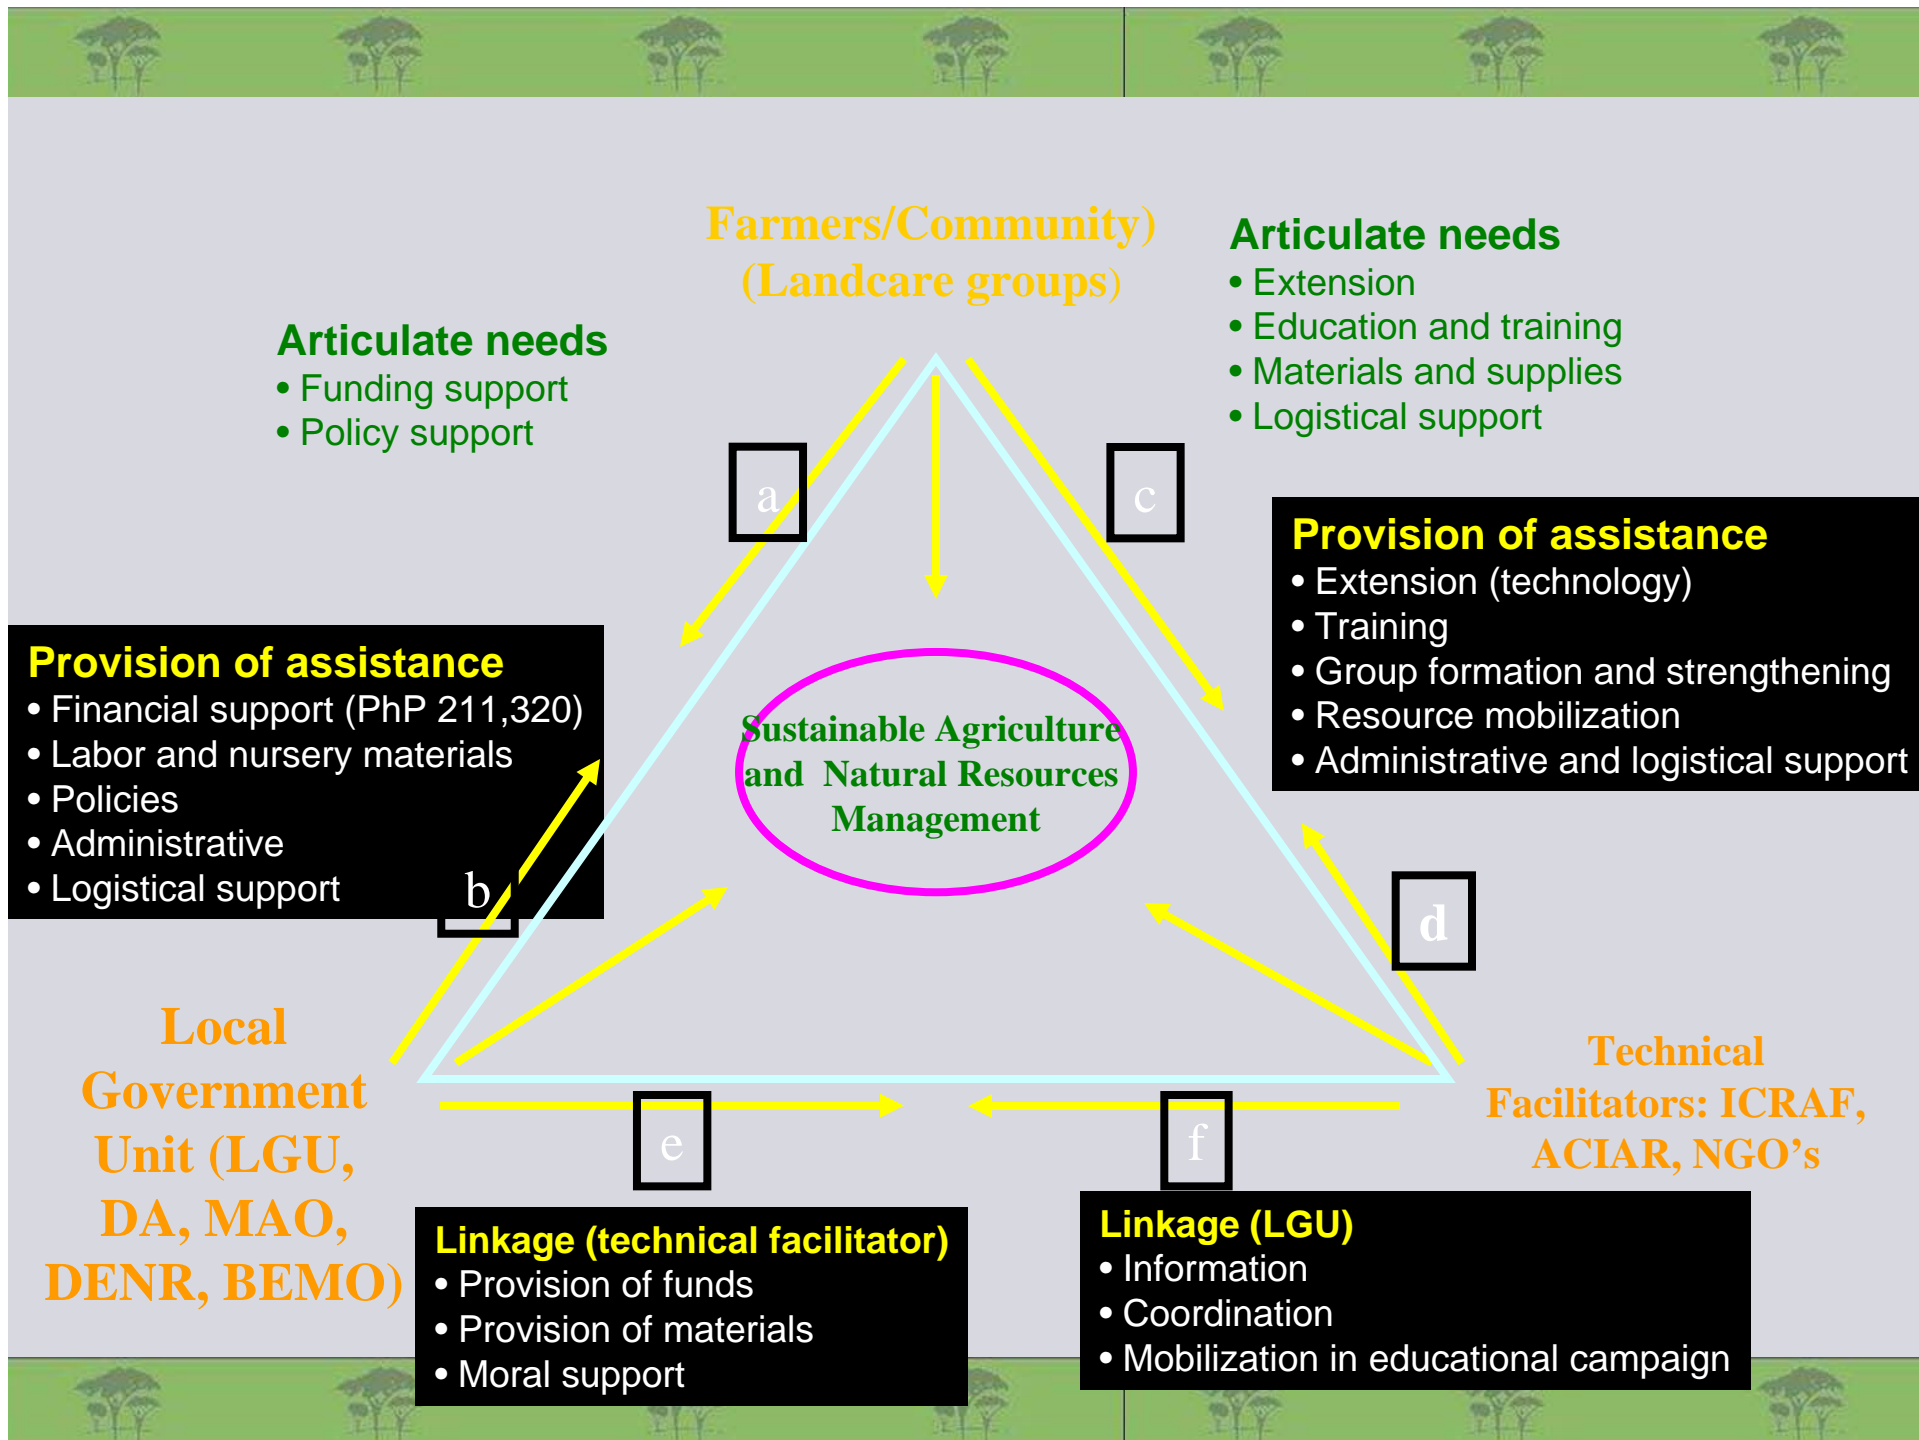 Farmers/Community)
(Landcare groups)
Articulate needs
• Extension
• Education and training
• Materials and supplies
• Logistical support
Articulate needs
• Funding support
• Policy support
a
c
Provision of assistance
• Extension (technology)
• Training
• Group formation and strengthening
• Resource mobilization
• Administrative and logistical support
Provision of assistance
• Financial support (PhP 211,320)
• Labor and nursery materials
• Policies
• Administrative
• Logistical support
b
Sustainable Agriculture
and Natural Resources
Management
d
Local
Government
Unit (LGU,
DA, MAO,
DENR, BEMO)
Technical
Facilitators: ICRAF,
ACIAR, NGO’s
e
f
Linkage (technical facilitator)
• Provision of funds
• Provision of materials
• Moral support
Linkage (LGU)
• Information
• Coordination
• Mobilization in educational campaign